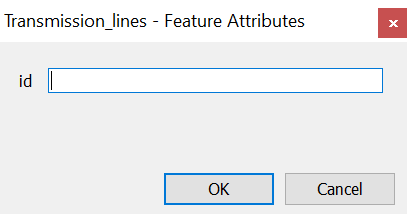 Transmission_lines - Feature Attributes
id
OK
Cancel